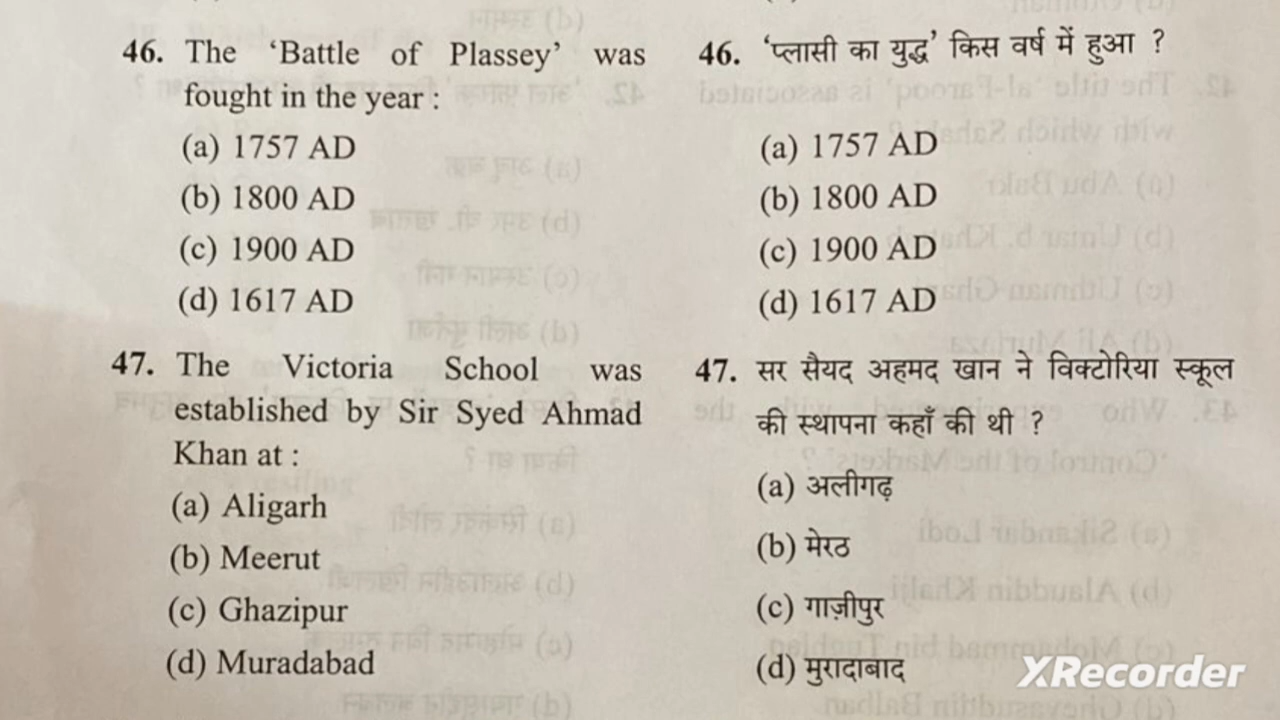 46. The ‘Battle of Plassey’ was
fought in the year :
(a) 1757 AD
(b) 1800 AD
(c) 1900 AD
(d) 1617 AD
47. The Victoria School was
established by Sir Syed Ahmad
Khan at :
(a) Aligarh
(b) Meerut
(c) Ghazipur
(d) Muradabad
46. ‘प्लासी का युद्ध’ किस वर्ष में हुआ ?
(a) 1757 AD
(b) 1800 AD
(c) 1900 AD
(d) 1617 AD
47. सर सैयद अहमद खान ने विक्टोरिया स्कूल
की स्थापना कहाँ की थी ?
(a) अलीगढ़
(b) मेरठ
(c) गाज़ीपुर
(d) मुरादाबाद
XRecorder